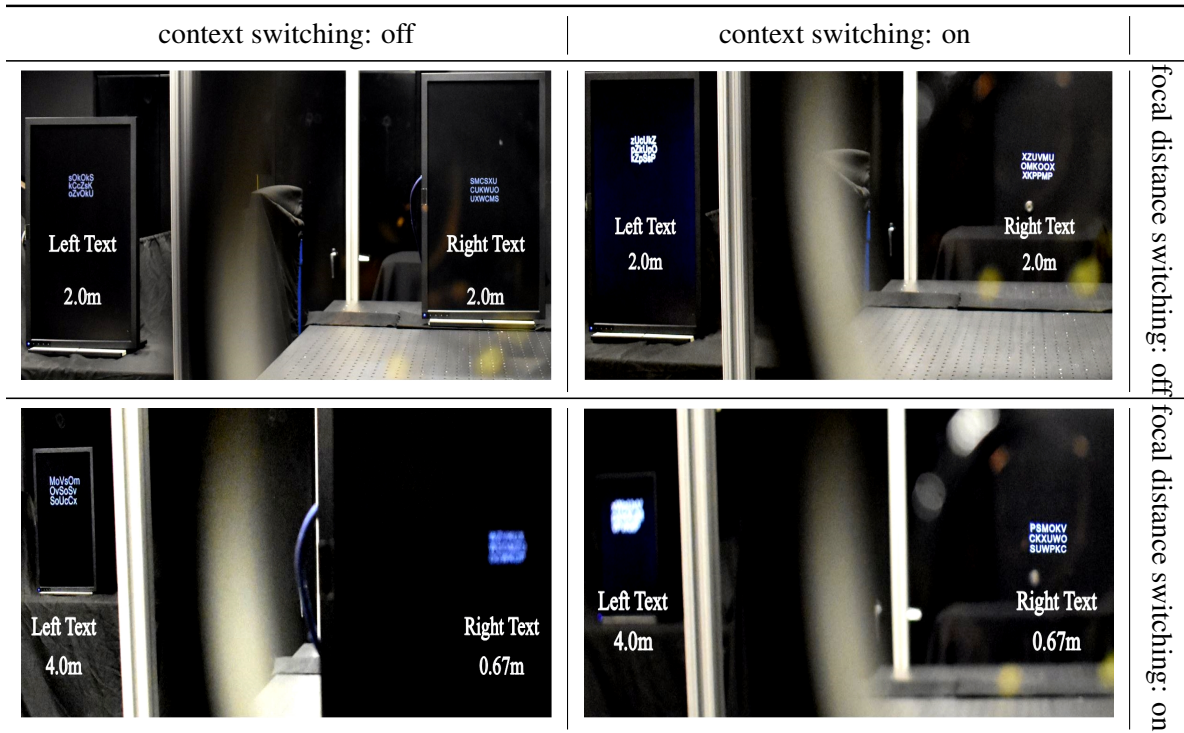 context switching: off
context switching: on
sOkOkS
kCcZsK
oZvOkU
Left Text
2.0m
SMCSXU
CUKWUO
UXWCMS
Right Text
2.0m
zUcUkZ
pZkUpO
kZpSsP
Left Text
2.0m
XZUVMU
OMKOOX
XKPPMP
Right Text
2.0m
focal distance switching: off
MoVsOm
OvSoSv
SoUcCx
Left Text
4.0m
Right Text
0.67m
Left Text
4.0m
PSMOKV
CKXUWO
SUWPKC
Right Text
0.67m
focal distance switching: on